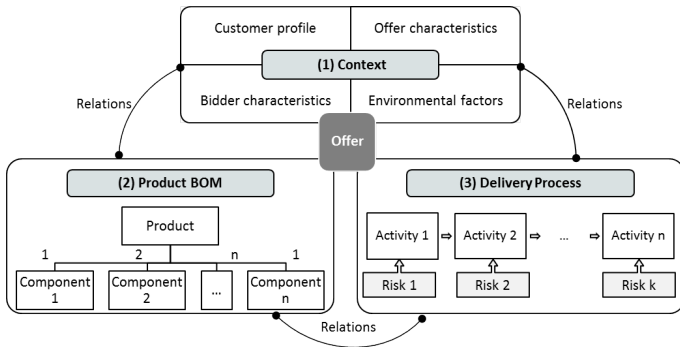 Customer profile
Offer characteristics
(1) Context
Relations
Bidder characteristics
Environmental factors
Relations
Offer
(2) Product BOM
Product
1 2 n 1
Component 1
Component 2
...
Component n
(3) Delivery Process
Activity 1
Activity 2
...
Activity n
Risk 1
Risk 2
Risk k
Relations